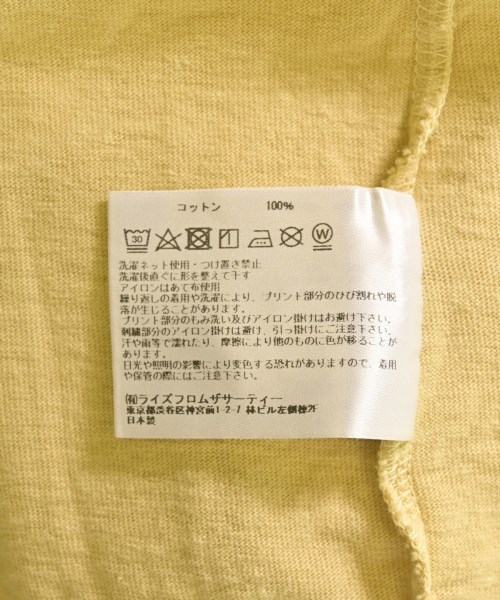 コットン 100%
30 W
洗濯ネット使用・つけ置き禁止
洗濯後直ぐに形を整えて干す
アイロンはあて布使用
繰り返しの着用や洗濯により、プリント部分のひび割れや脱
落が生じることがあります。
プリント部分のもみ洗い及びアイロン掛けはお避け下さい。
刺繍部分のアイロン掛けは避け、引っ掛けにご注意下さい。
汗や雨等で濡れたり、摩擦により他のものに色が移ることが
あります。
日光や照明の影響により変色する恐れがありますので、着用
や保管の際にはご注意下さい。
㈲ライズフロムザサーティー
東京都渋谷区神宮前1-2-7 林ビル左側棟2F
日本製